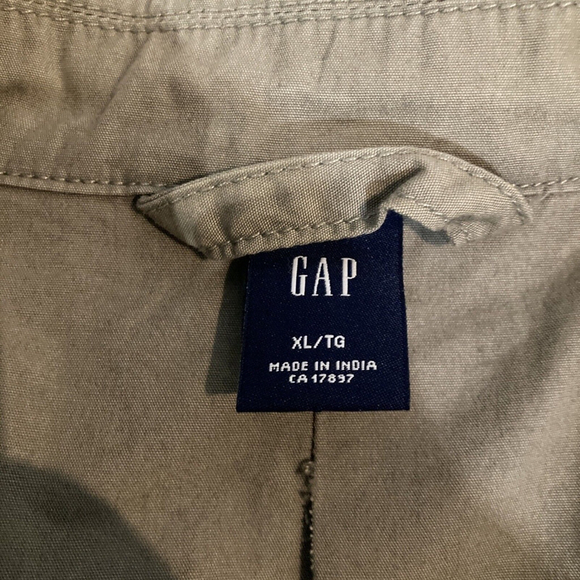 GAP
XL/TG
MADE IN INDIA
CA 17897